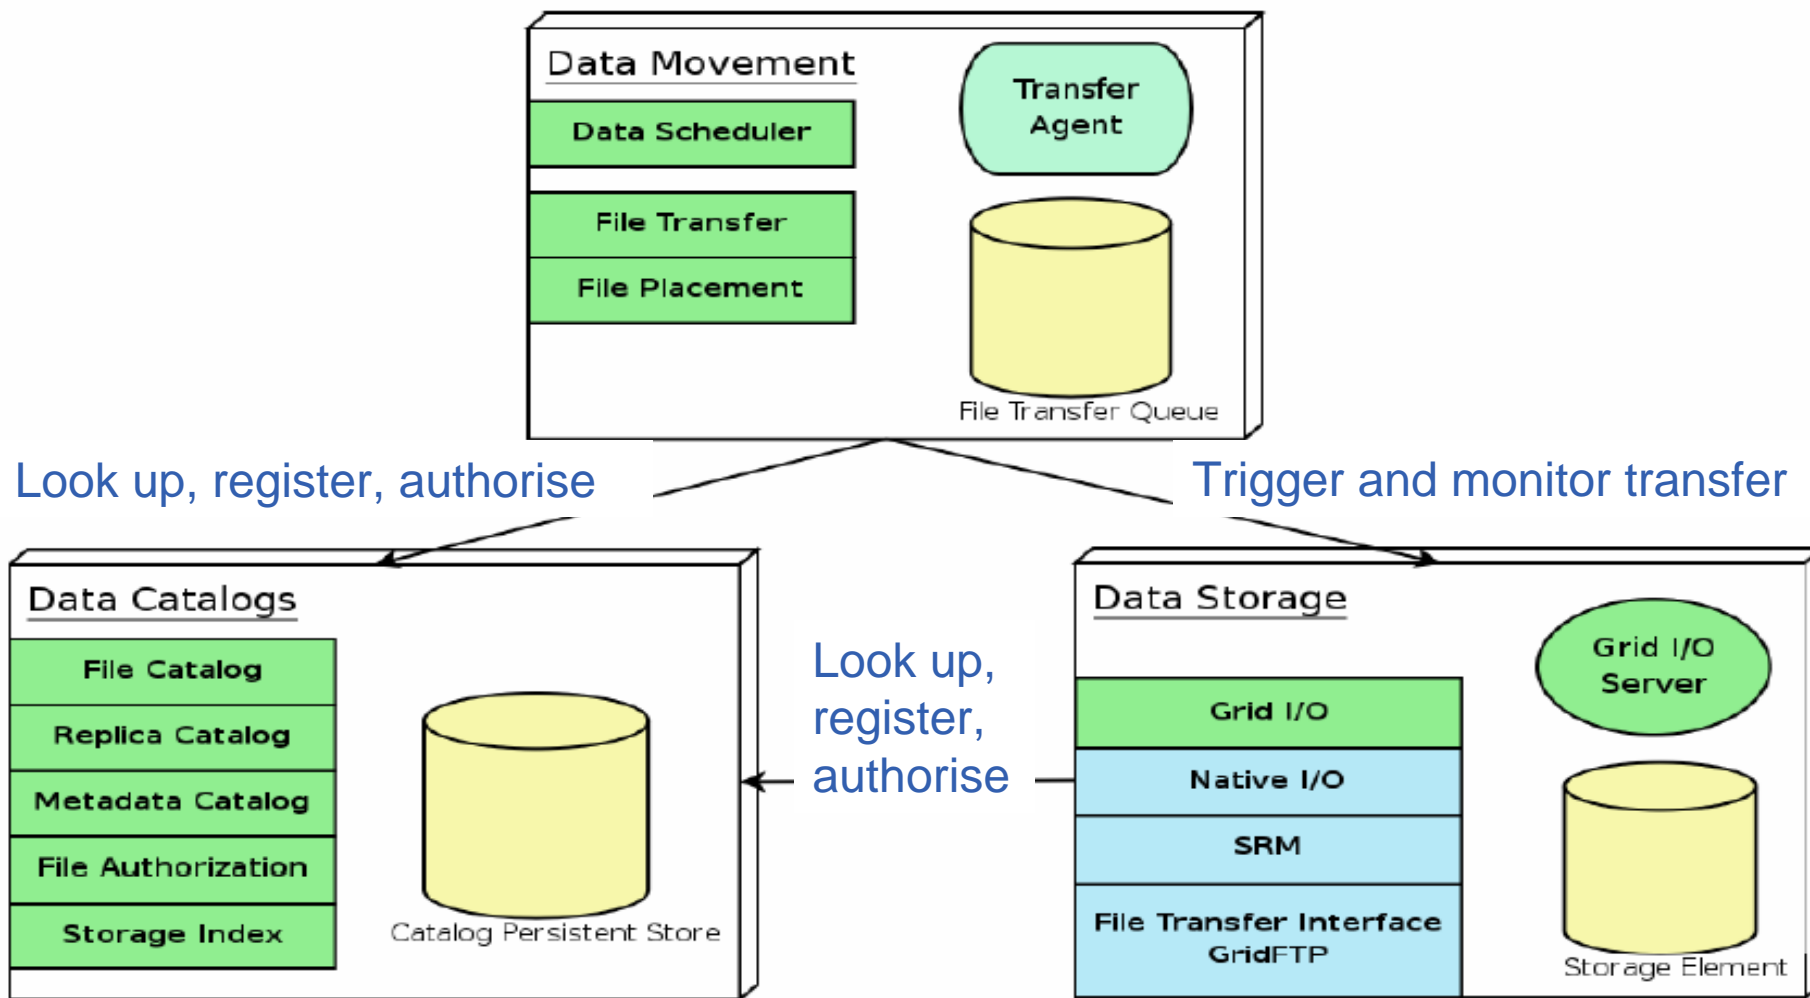 Data Movement
Data Scheduler
File Transfer
File Placement
Transfer
Agent
File Transfer Queue
Look up, register, authorise
Trigger and monitor transfer
Data Catalogs
File Catalog
Replica Catalog
Metadata Catalog
File Authorization
Storage Index
Catalog Persistent Store
Look up,
register,
authorise
Data Storage
Grid I/O
Native I/O
SRM
File Transfer Interface
GridFTP
Grid I/O
Server
Storage Element